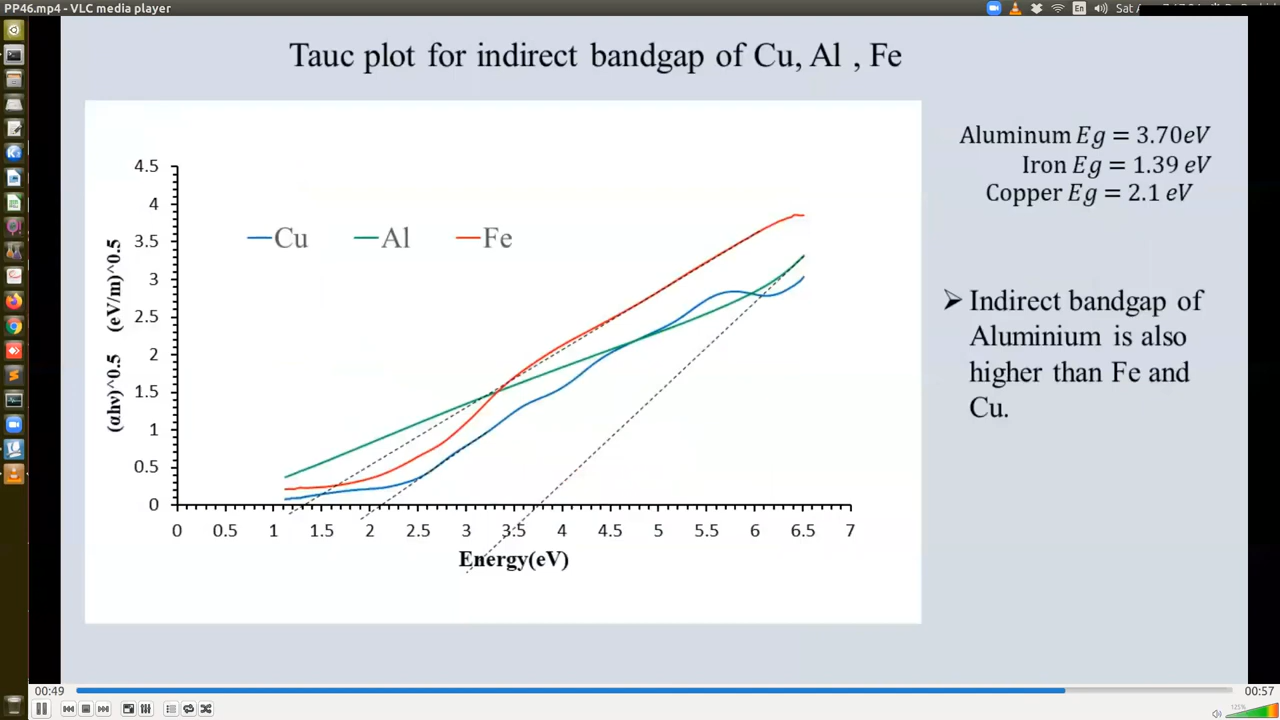 PP46.mp4 - VLC media player
En
Sat
Tauc plot for indirect bandgap of Cu, Al , Fe
Aluminum Eg = 3.70eV
Iron Eg = 1.39 eV
Copper Eg = 2.1 eV
4.5
4
3.5
3
2.5
2
1.5
1
0.5
0
(αhν)^0.5 (eV/m)^0.5
Cu
Al
Fe
0 0.5 1 1.5 2 2.5 3 3.5 4 4.5 5 5.5 6 6.5 7
Energy(eV)
➢ Indirect bandgap of
Aluminium is also
higher than Fe and
Cu.
00:49
00:57
125%